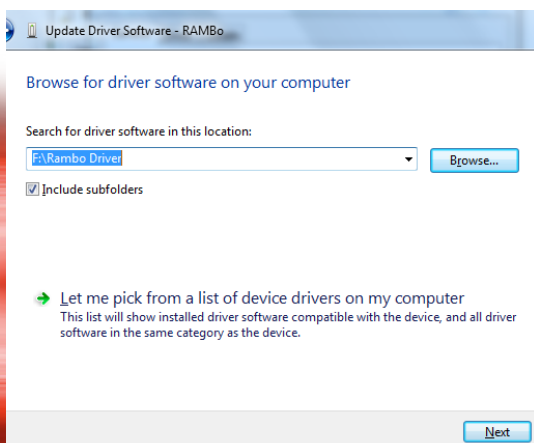 Update Driver Software - RAMBo
Browse for driver software on your computer
Search for driver software in this location:
F:\Rambo Driver
Browse...
Include subfolders
Let me pick from a list of device drivers on my computer
This list will show installed driver software compatible with the device, and all driver
software in the same category as the device.
Next